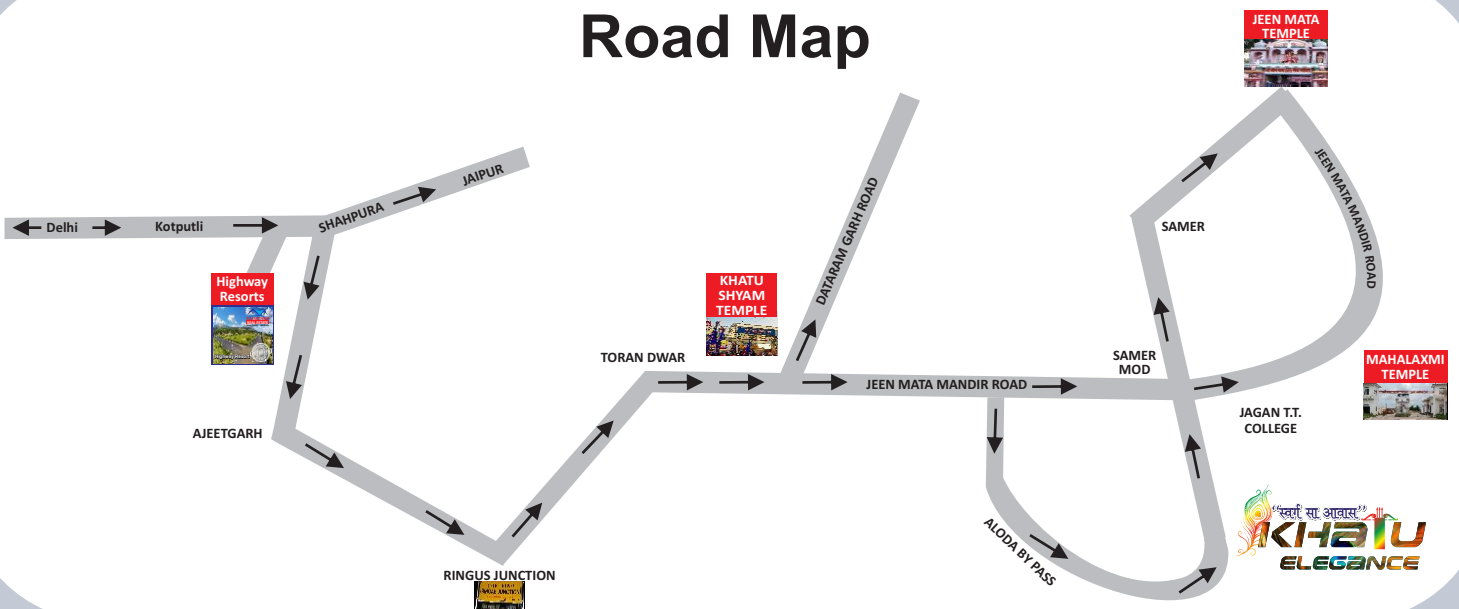 Road Map
JEEN MATA
TEMPLE
JAIPUR
SHAHPURA
Delhi
Kotputli
Highway
Resorts
Highway Resort
DATARAM GARH ROAD
JEEN MATA MANDIR ROAD
SAMER
KHATU
SHYAM
TEMPLE
TORAN DWAR
JEEN MATA MANDIR ROAD
SAMER
MOD
MAHALAXMI
TEMPLE
AJEETGARH
JAGAN T.T.
COLLEGE
ALODA BY PASS
RINGUS JUNCTION
“स्वर्ग सा आवास”
KHATU
ELEGANCE